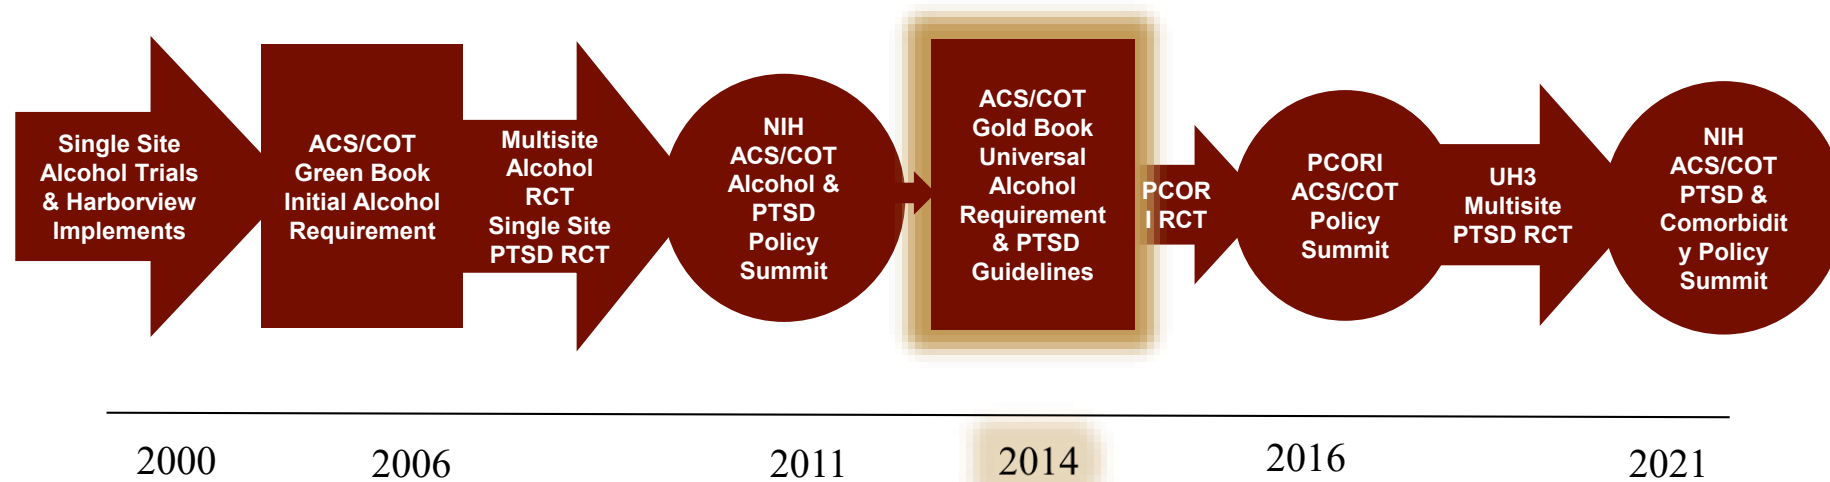 Single Site
Alcohol Trials
& Harborview
Implements
ACS/COT
Green Book
Initial Alcohol
Requirement
Multisite
Alcohol
RCT
Single Site
PTSD RCT
NIH
ACS/COT
Alcohol &
PTSD
Policy
Summit
ACS/COT
Gold Book
Universal
Alcohol
Requirement
& PTSD
Guidelines
PCOR
I RCT
PCORI
ACS/COT
Policy
Summit
UH3
Multisite
PTSD RCT
NIH
ACS/COT
PTSD &
Comorbidit
y Policy
Summit
2000
2006
2011
2014
2016
2021